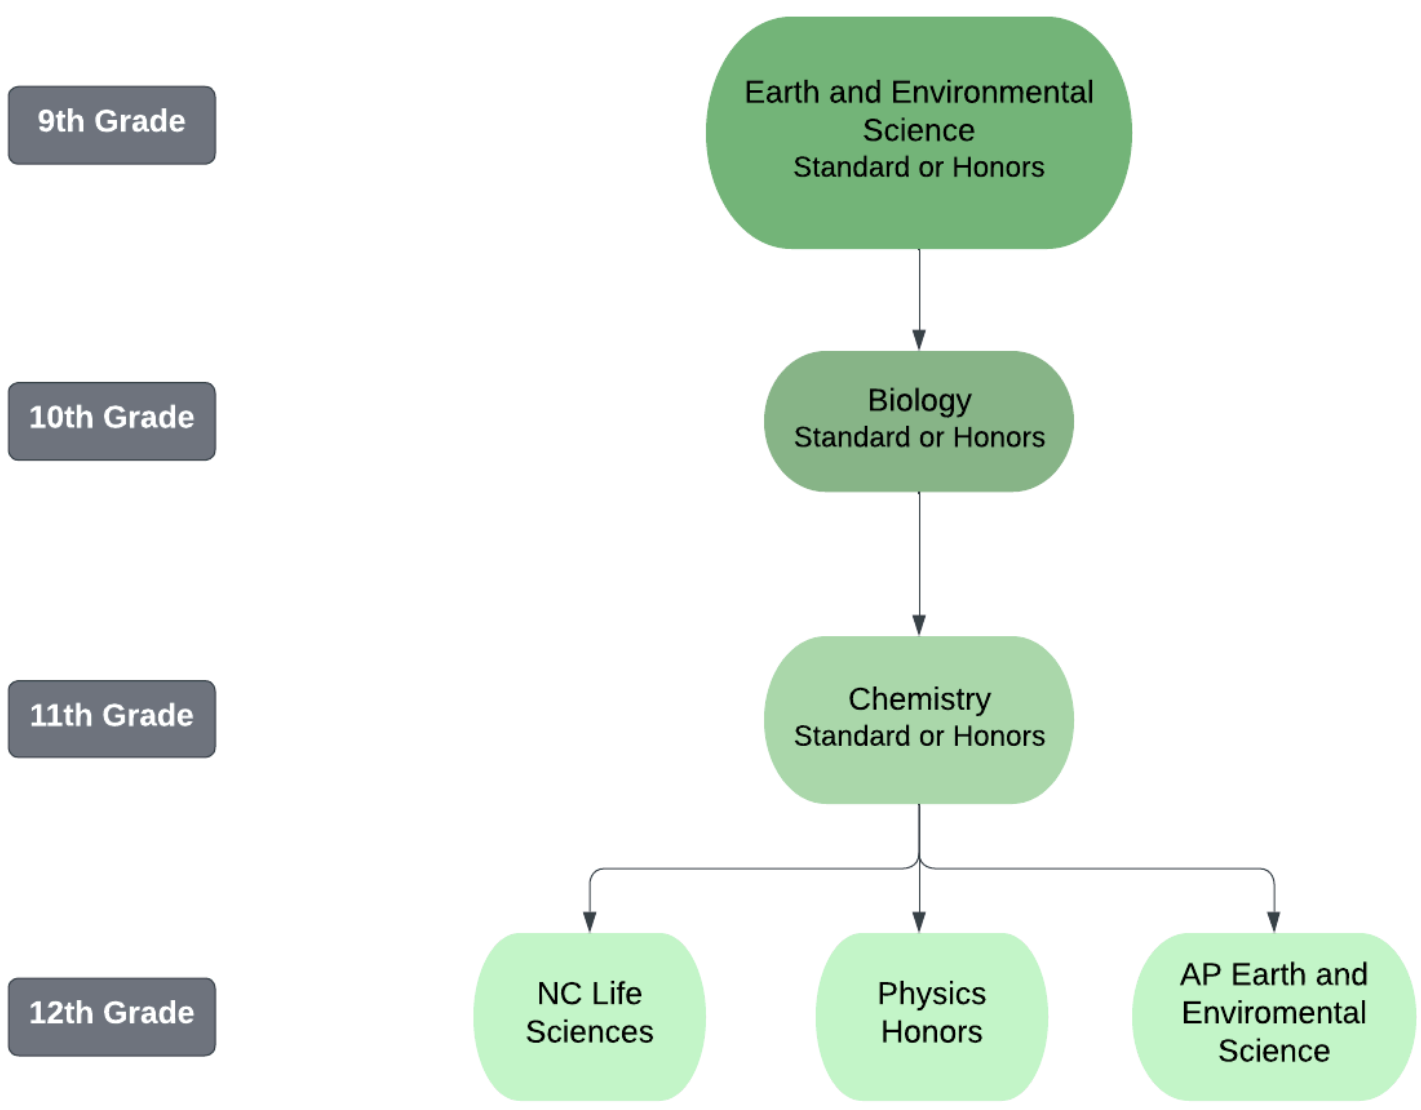 9th Grade
Earth and Environmental
Science
Standard or Honors
10th Grade
Biology
Standard or Honors
11th Grade
Chemistry
Standard or Honors
12th Grade
NC Life
Sciences
Physics
Honors
AP Earth and
Enviromental
Science